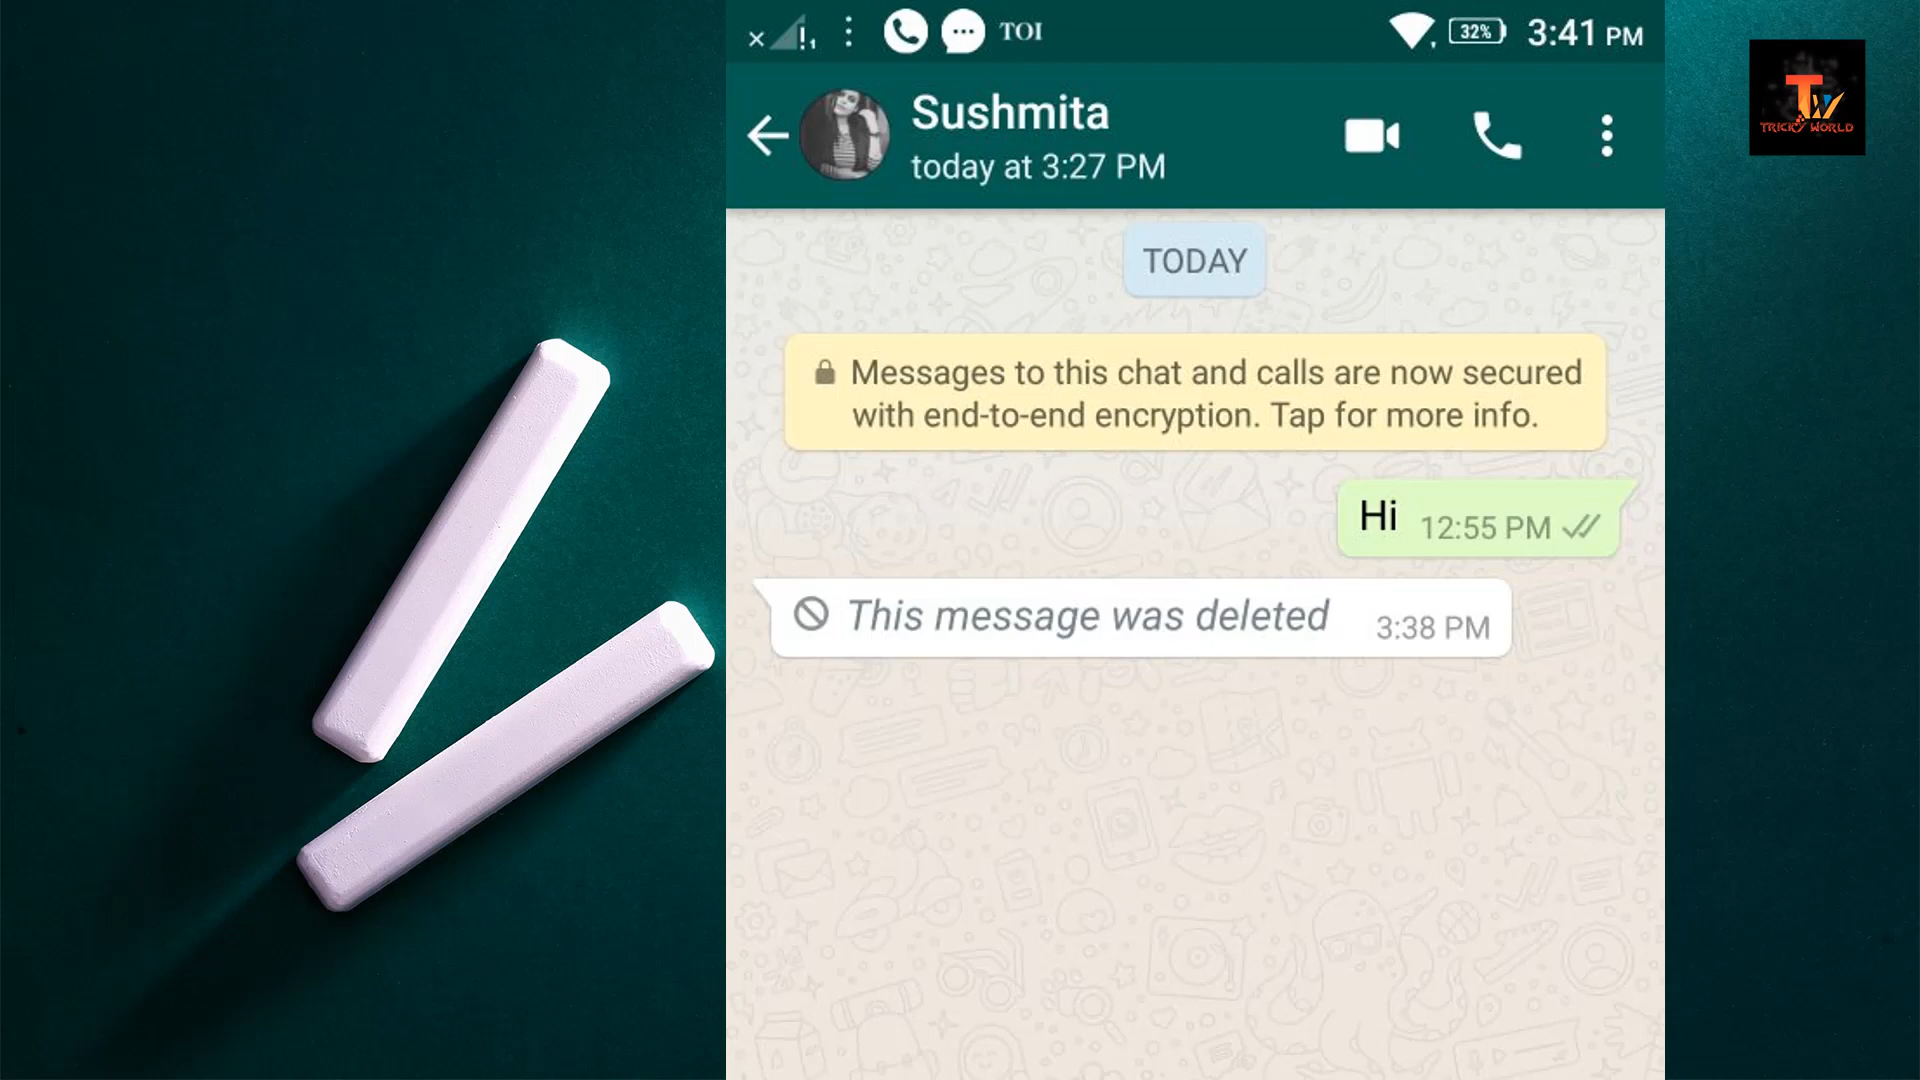 TOI
32%
3:41 PM
TW
TRICKY WORLD
Sushmita
today at 3:27 PM
TODAY
Messages to this chat and calls are now secured
with end-to-end encryption. Tap for more info.
Hi 12:55 PM
This message was deleted 3:38 PM